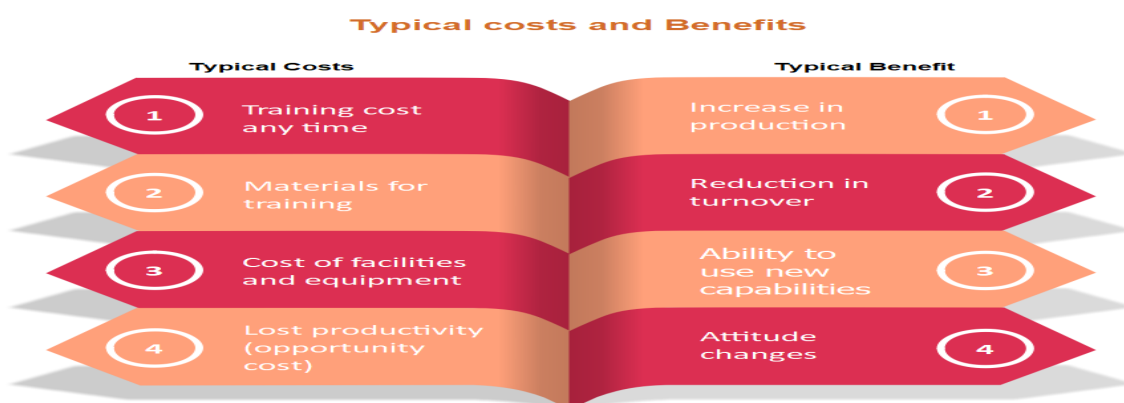 Typical costs and Benefits
Typical Costs
1
Training cost
any time
2
Materials for
training
3
Cost of facilities
and equipment
4
Lost productivity
(opportunity
cost)
Typical Benefit
Increase in
production
1
Reduction in
turnover
2
Ability to
use new
capabilities
3
Attitude
changes
4